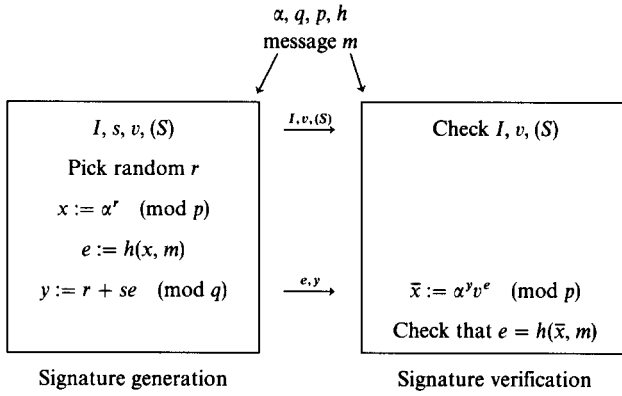 α, q, p, h
message m
I, s, v, (S)
Pick random r
x := α^r (mod p)
e := h(x, m)
y := r + se (mod q)
I, v, (S)
e, y
Check I, v, (S)
x̄ := α^y v^e (mod p)
Check that e = h(x̄, m)
Signature generation
Signature verification